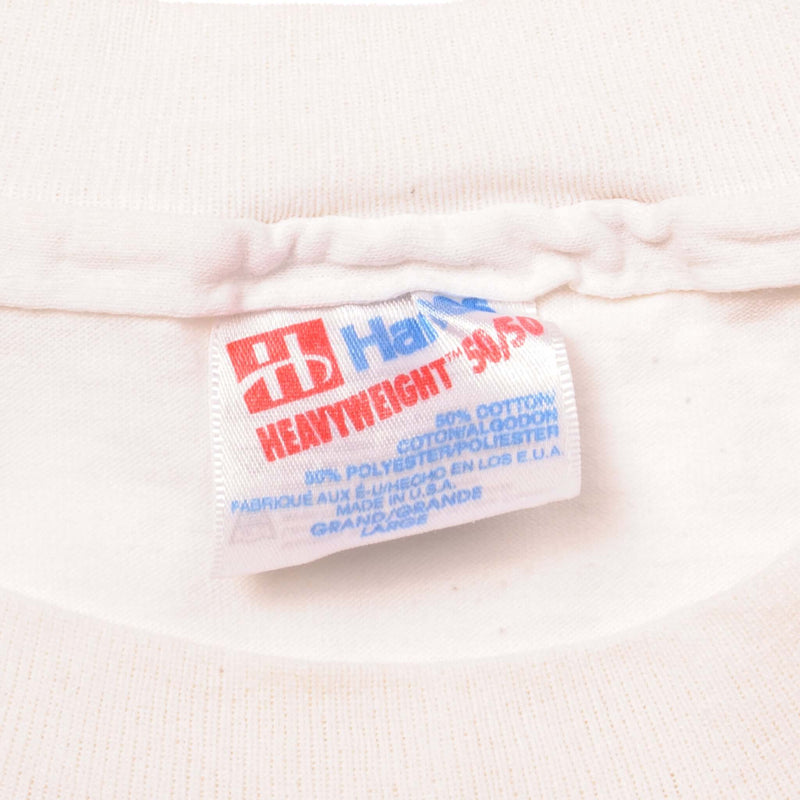 Hanes
HEAVYWEIGHT™ 50/50
50% COTTON/
COTON/ALGODON
50% POLYESTER/POLIESTER
FABRIQUÉ AUX É-U/HECHO EN LOS E.U.A.
MADE IN U.S.A.
GRAND/GRANDE
LARGE